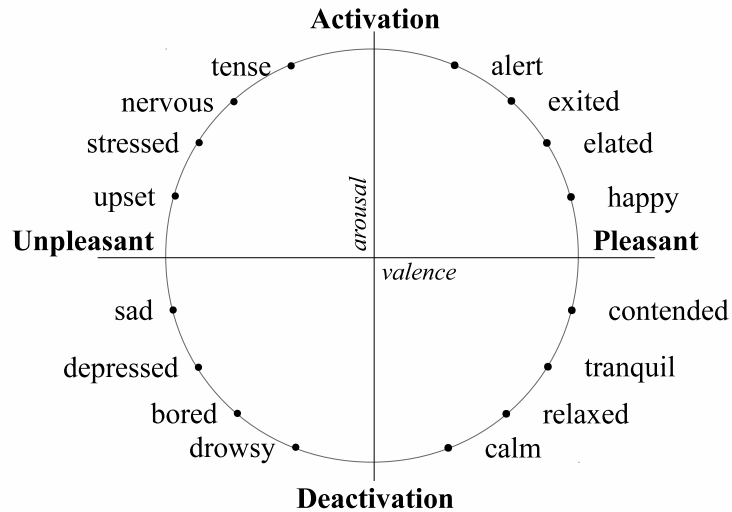 Activation
tense
alert
nervous
exited
stressed
elated
upset
happy
arousal
Unpleasant
Pleasant
valence
sad
contended
depressed
tranquil
bored
relaxed
drowsy
calm
Deactivation